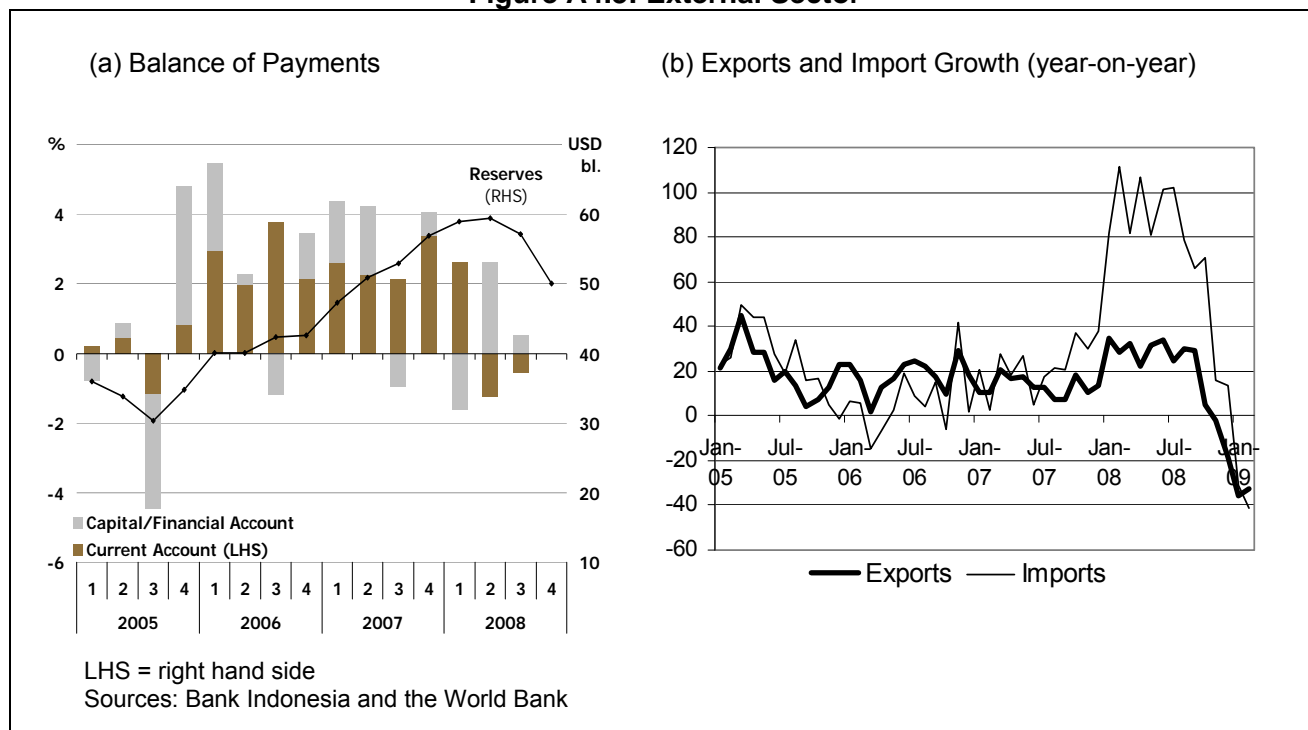 (a) Balance of Payments
%
USD
bl.
Reserves
(RHS)
4
2
0
-2
-4
-6
60
50
40
30
20
10
Capital/Financial Account
Current Account (LHS)
1 2 3 4 1 2 3 4 1 2 3 4 1 2 3 4
2005 2006 2007 2008
LHS = right hand side
Sources: Bank Indonesia and the World Bank
(b) Exports and Import Growth (year-on-year)
120
100
80
60
40
20
0
-20
-40
-60
Jan- Jul- Jan- Jul- Jan- Jul- Jan- Jul- Jan-
05 05 06 06 07 07 08 08 09
Exports Imports